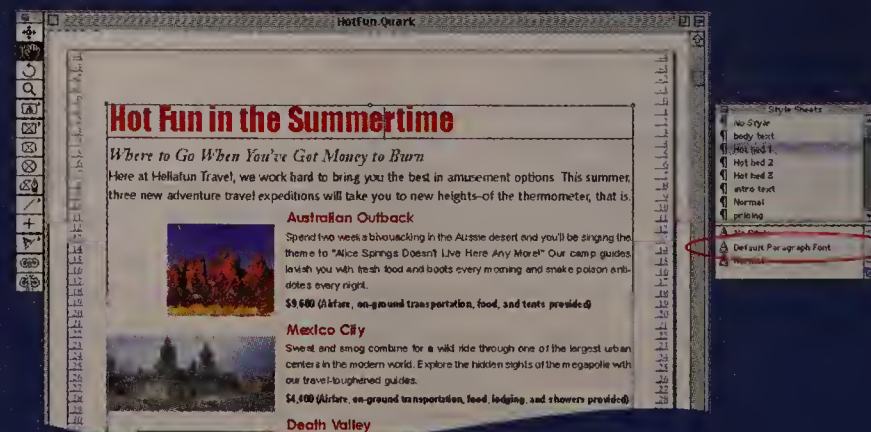 HotFun.Quark
Hot Fun in the Summertime
Where to Go When You've Got Money to Burn
Here at Hellafun Travel, we work hard to bring you the best in amusement options. This summer,
three new adventure travel expeditions will take you to new heights-of the thermometer, that is.
Australian Outback
Spend two weeks bivouacking in the Aussie desert and you'll be singing the
theme to "Alice Springs Doesn't Live Here Any More!" Our camp guides
lavish you with fresh food and boots every morning and snake poison anti-
dotes every night.
$9,600 (Airfare, on-ground transportation, food, and tents provided)
Mexico City
Sweat and smog combine for a wild ride through one of the largest urban
centers in the modern world. Explore the hidden sights of the megapolis with
our travel-toughened guides.
$4,400 (Airfare, on-ground transportation, food, lodging, and showers provided)
Death Valley
Style Sheets
No Style
body text
Hot hed 1
Hot hed 2
Hot hed 3
intro text
Normal
pricing
No Style
Default Paragraph Font
Normal